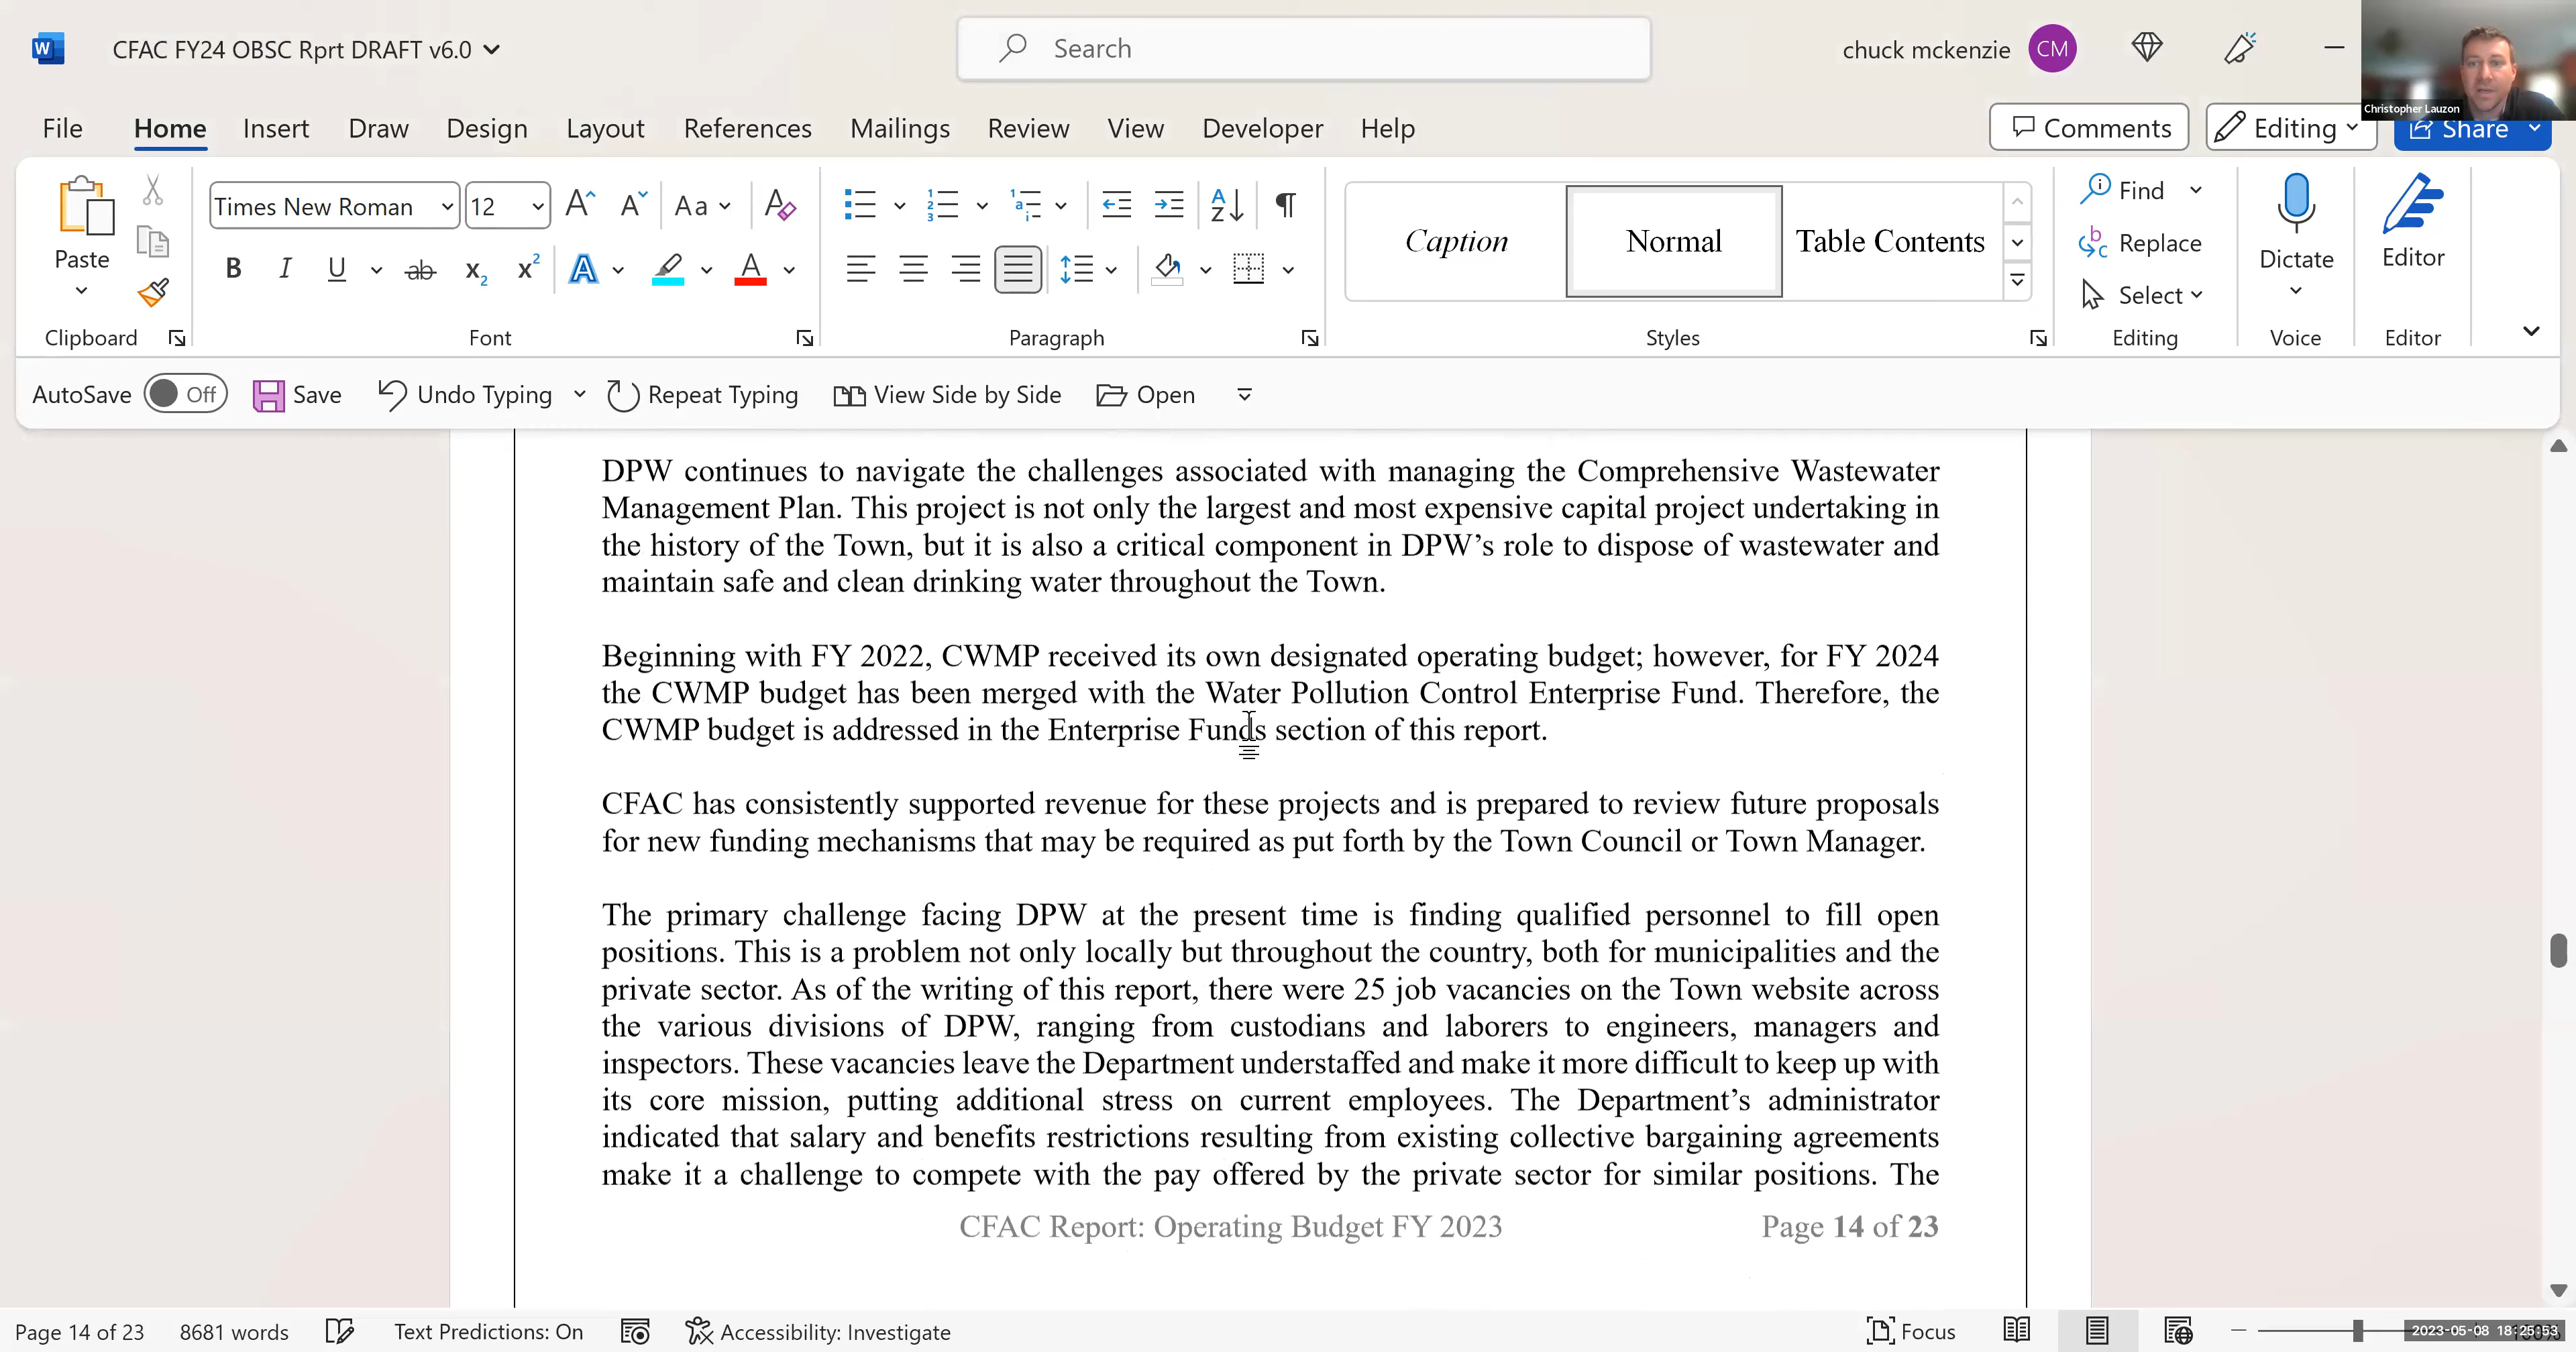 CFAC FY24 OBSC Rprt DRAFT v6.0
Search
chuck mckenzie CM
Christopher Lauzon
File Home Insert Draw Design Layout References Mailings Review View Developer Help
Comments Editing Share
Paste
Clipboard
Times New Roman 12
Font
Paragraph
Caption Normal Table Contents
Styles
Find
Replace
Select
Editing
Dictate
Voice
Editor
Editor
AutoSave Off Save Undo Typing Repeat Typing View Side by Side Open
DPW continues to navigate the challenges associated with managing the Comprehensive Wastewater
Management Plan. This project is not only the largest and most expensive capital project undertaking in
the history of the Town, but it is also a critical component in DPW’s role to dispose of wastewater and
maintain safe and clean drinking water throughout the Town.
Beginning with FY 2022, CWMP received its own designated operating budget; however, for FY 2024
the CWMP budget has been merged with the Water Pollution Control Enterprise Fund. Therefore, the
CWMP budget is addressed in the Enterprise Funds section of this report.
CFAC has consistently supported revenue for these projects and is prepared to review future proposals
for new funding mechanisms that may be required as put forth by the Town Council or Town Manager.
The primary challenge facing DPW at the present time is finding qualified personnel to fill open
positions. This is a problem not only locally but throughout the country, both for municipalities and the
private sector. As of the writing of this report, there were 25 job vacancies on the Town website across
the various divisions of DPW, ranging from custodians and laborers to engineers, managers and
inspectors. These vacancies leave the Department understaffed and make it more difficult to keep up with
its core mission, putting additional stress on current employees. The Department’s administrator
indicated that salary and benefits restrictions resulting from existing collective bargaining agreements
make it a challenge to compete with the pay offered by the private sector for similar positions. The
CFAC Report: Operating Budget FY 2023 Page 14 of 23
Page 14 of 23 8681 words Text Predictions: On Accessibility: Investigate Focus
2023-05-08 18:25:53